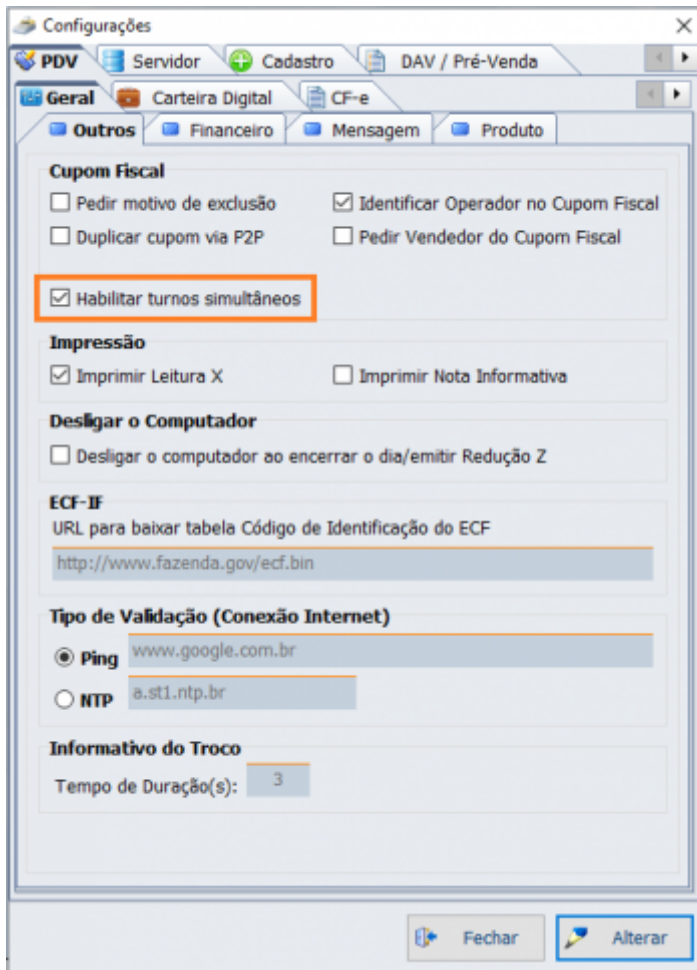 Configurações
PDV Servidor Cadastro DAV / Pré-Venda
Geral Carteira Digital CF-e
Outros Financeiro Mensagem Produto
Cupom Fiscal
Pedir motivo de exclusão Identificar Operador no Cupom Fiscal
Duplicar cupom via P2P Pedir Vendedor do Cupom Fiscal
Habilitar turnos simultâneos
Impressão
Imprimir Leitura X Imprimir Nota Informativa
Desligar o Computador
Desligar o computador ao encerrar o dia/emitir Redução Z
ECF-IF
URL para baixar tabela Código de Identificação do ECF
http://www.fazenda.gov/ecf.bin
Tipo de Validação (Conexão Internet)
Ping www.google.com.br
NTP a.st1.ntp.br
Informativo do Troco
Tempo de Duração(s): 3
Fechar Alterar